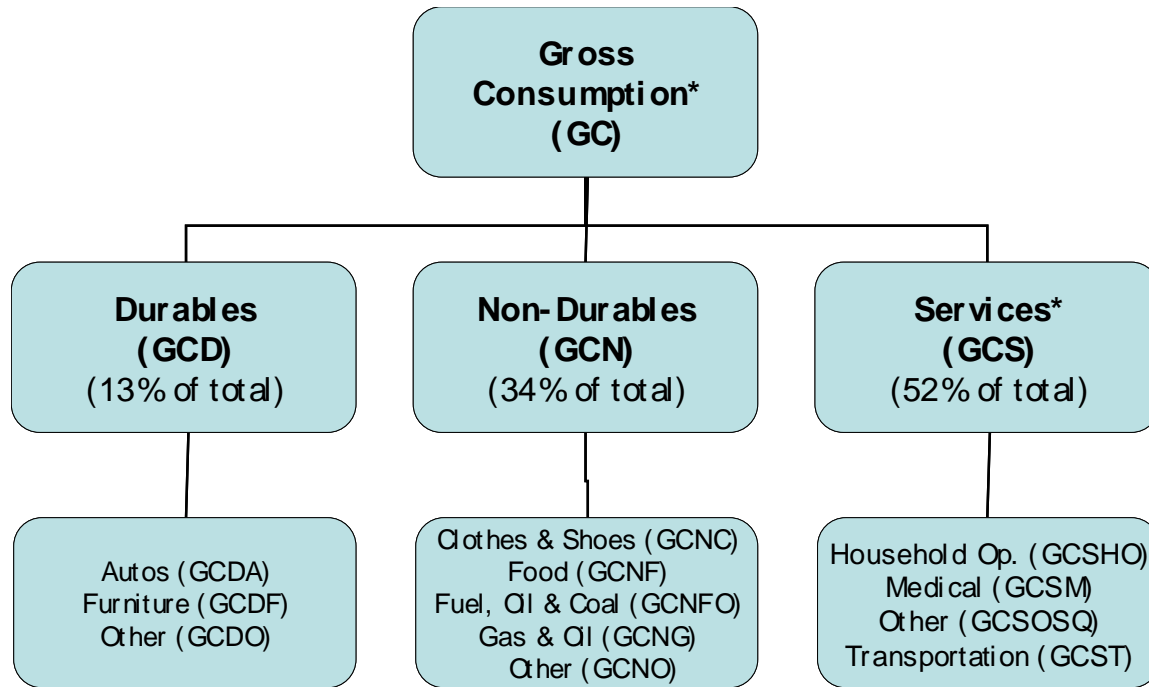 Gross
Consumption*
(GC)
Durables
(GCD)
(13% of total)
Non-Durables
(GCN)
(34% of total)
Services*
(GCS)
(52% of total)
Autos (GCDA)
Furniture (GCDF)
Other (GCDO)
Clothes & Shoes (GCNC)
Food (GCNF)
Fuel, Oil & Coal (GCNFO)
Gas & Oil (GCNG)
Other (GCNO)
Household Op. (GCSHO)
Medical (GCSM)
Other (GCSOSQ)
Transportation (GCST)